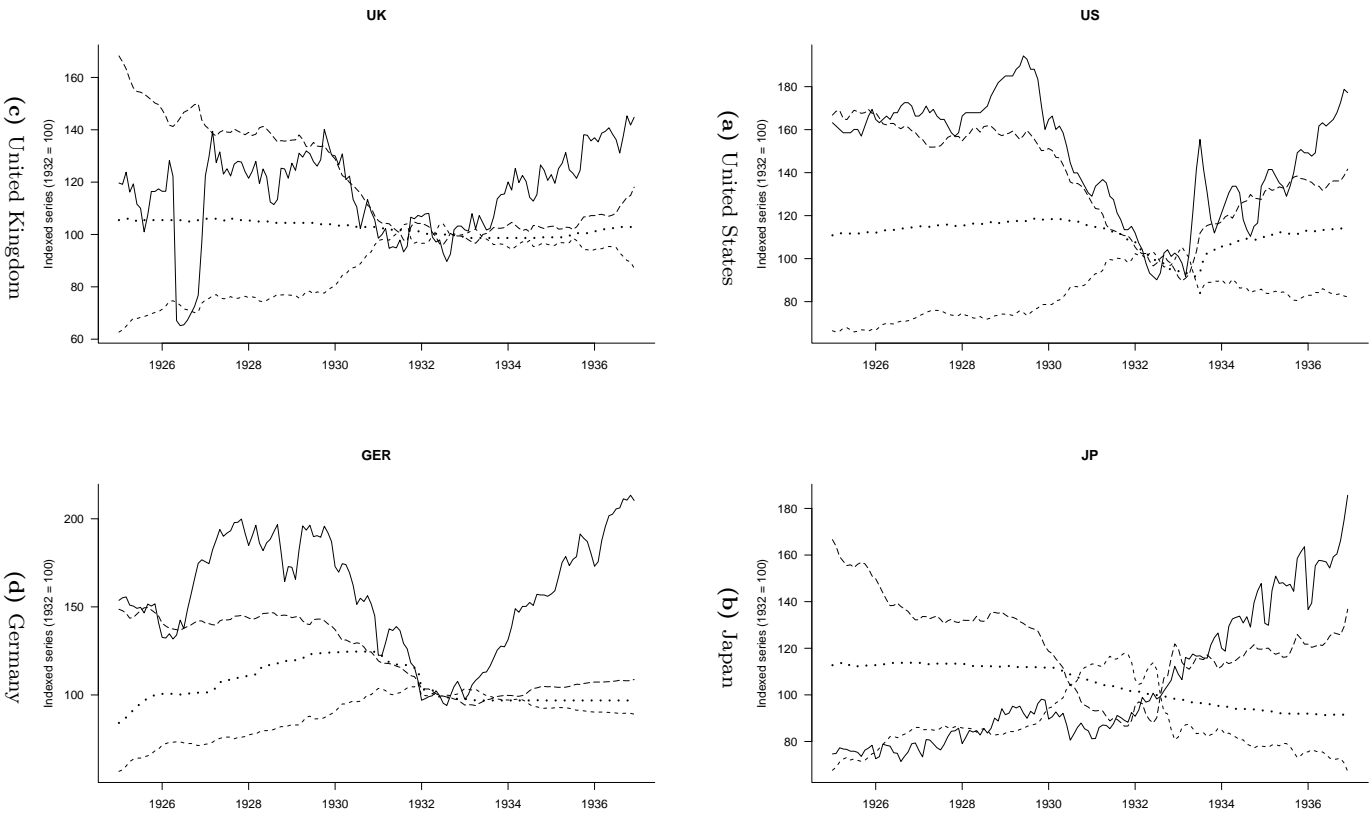 UK
160
140
120
100
80
60
Indexed series (1932 = 100)
1926 1928 1930 1932 1934 1936
(c) United Kingdom
US
180
160
140
120
100
80
Indexed series (1932 = 100)
1926 1928 1930 1932 1934 1936
(a) United States
GER
200
150
100
Indexed series (1932 = 100)
1926 1928 1930 1932 1934 1936
(d) Germany
JP
180
160
140
120
100
80
Indexed series (1932 = 100)
1926 1928 1930 1932 1934 1936
(b) Japan